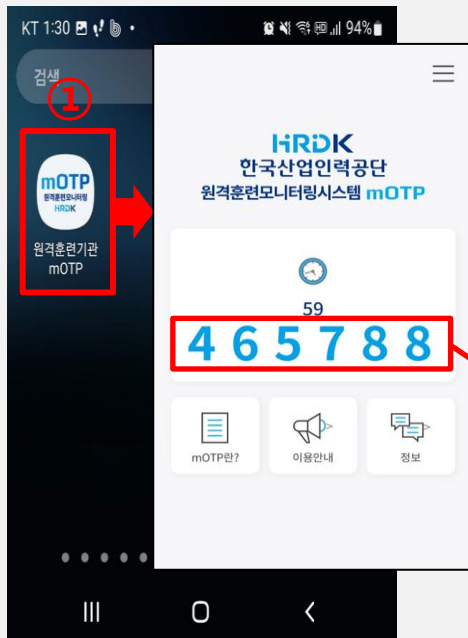 KT 1:30
94%
검색
①
mOTP
원격훈련모니터링
HRDK
원격훈련기관
mOTP
HRDK
한국산업인력공단
원격훈련모니터링시스템 mOTP
59
465788
mOTP란?
이용안내
정보